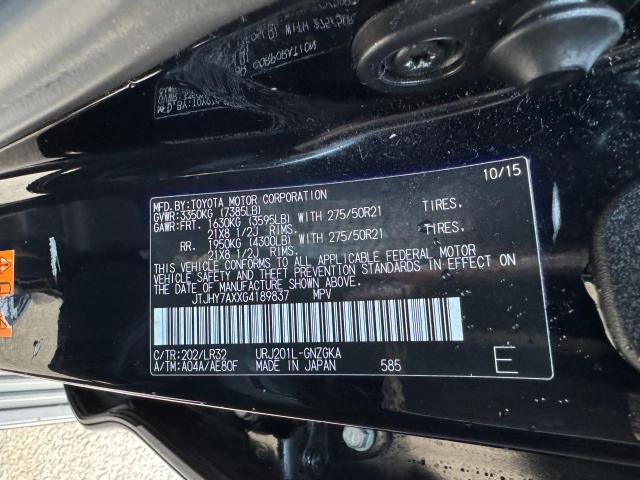 MFD.BY:TOYOTA MOTOR CORPORATION 10/15
GVWR:3350KG (7385LB)
GAWR:FRT. 1630KG (3595LB) WITH 275/50R21 TIRES.
21X8 1/2J RIMS.
RR. 1950KG (4300LB) WITH 275/50R21 TIRES.
21X8 1/2J RIMS.
THIS VEHICLE CONFORMS TO ALL APPLICABLE FEDERAL MOTOR
VEHICLE SAFETY AND THEFT PREVENTION STANDARDS IN EFFECT ON
THE DATE OF MANUFACTURE SHOWN ABOVE.
JTJHY7AXXG4189837 MPV
C/TR:202/LR32 URJ201L-GNZGKA
A/TM:A04A/AE80F MADE IN JAPAN 585 E